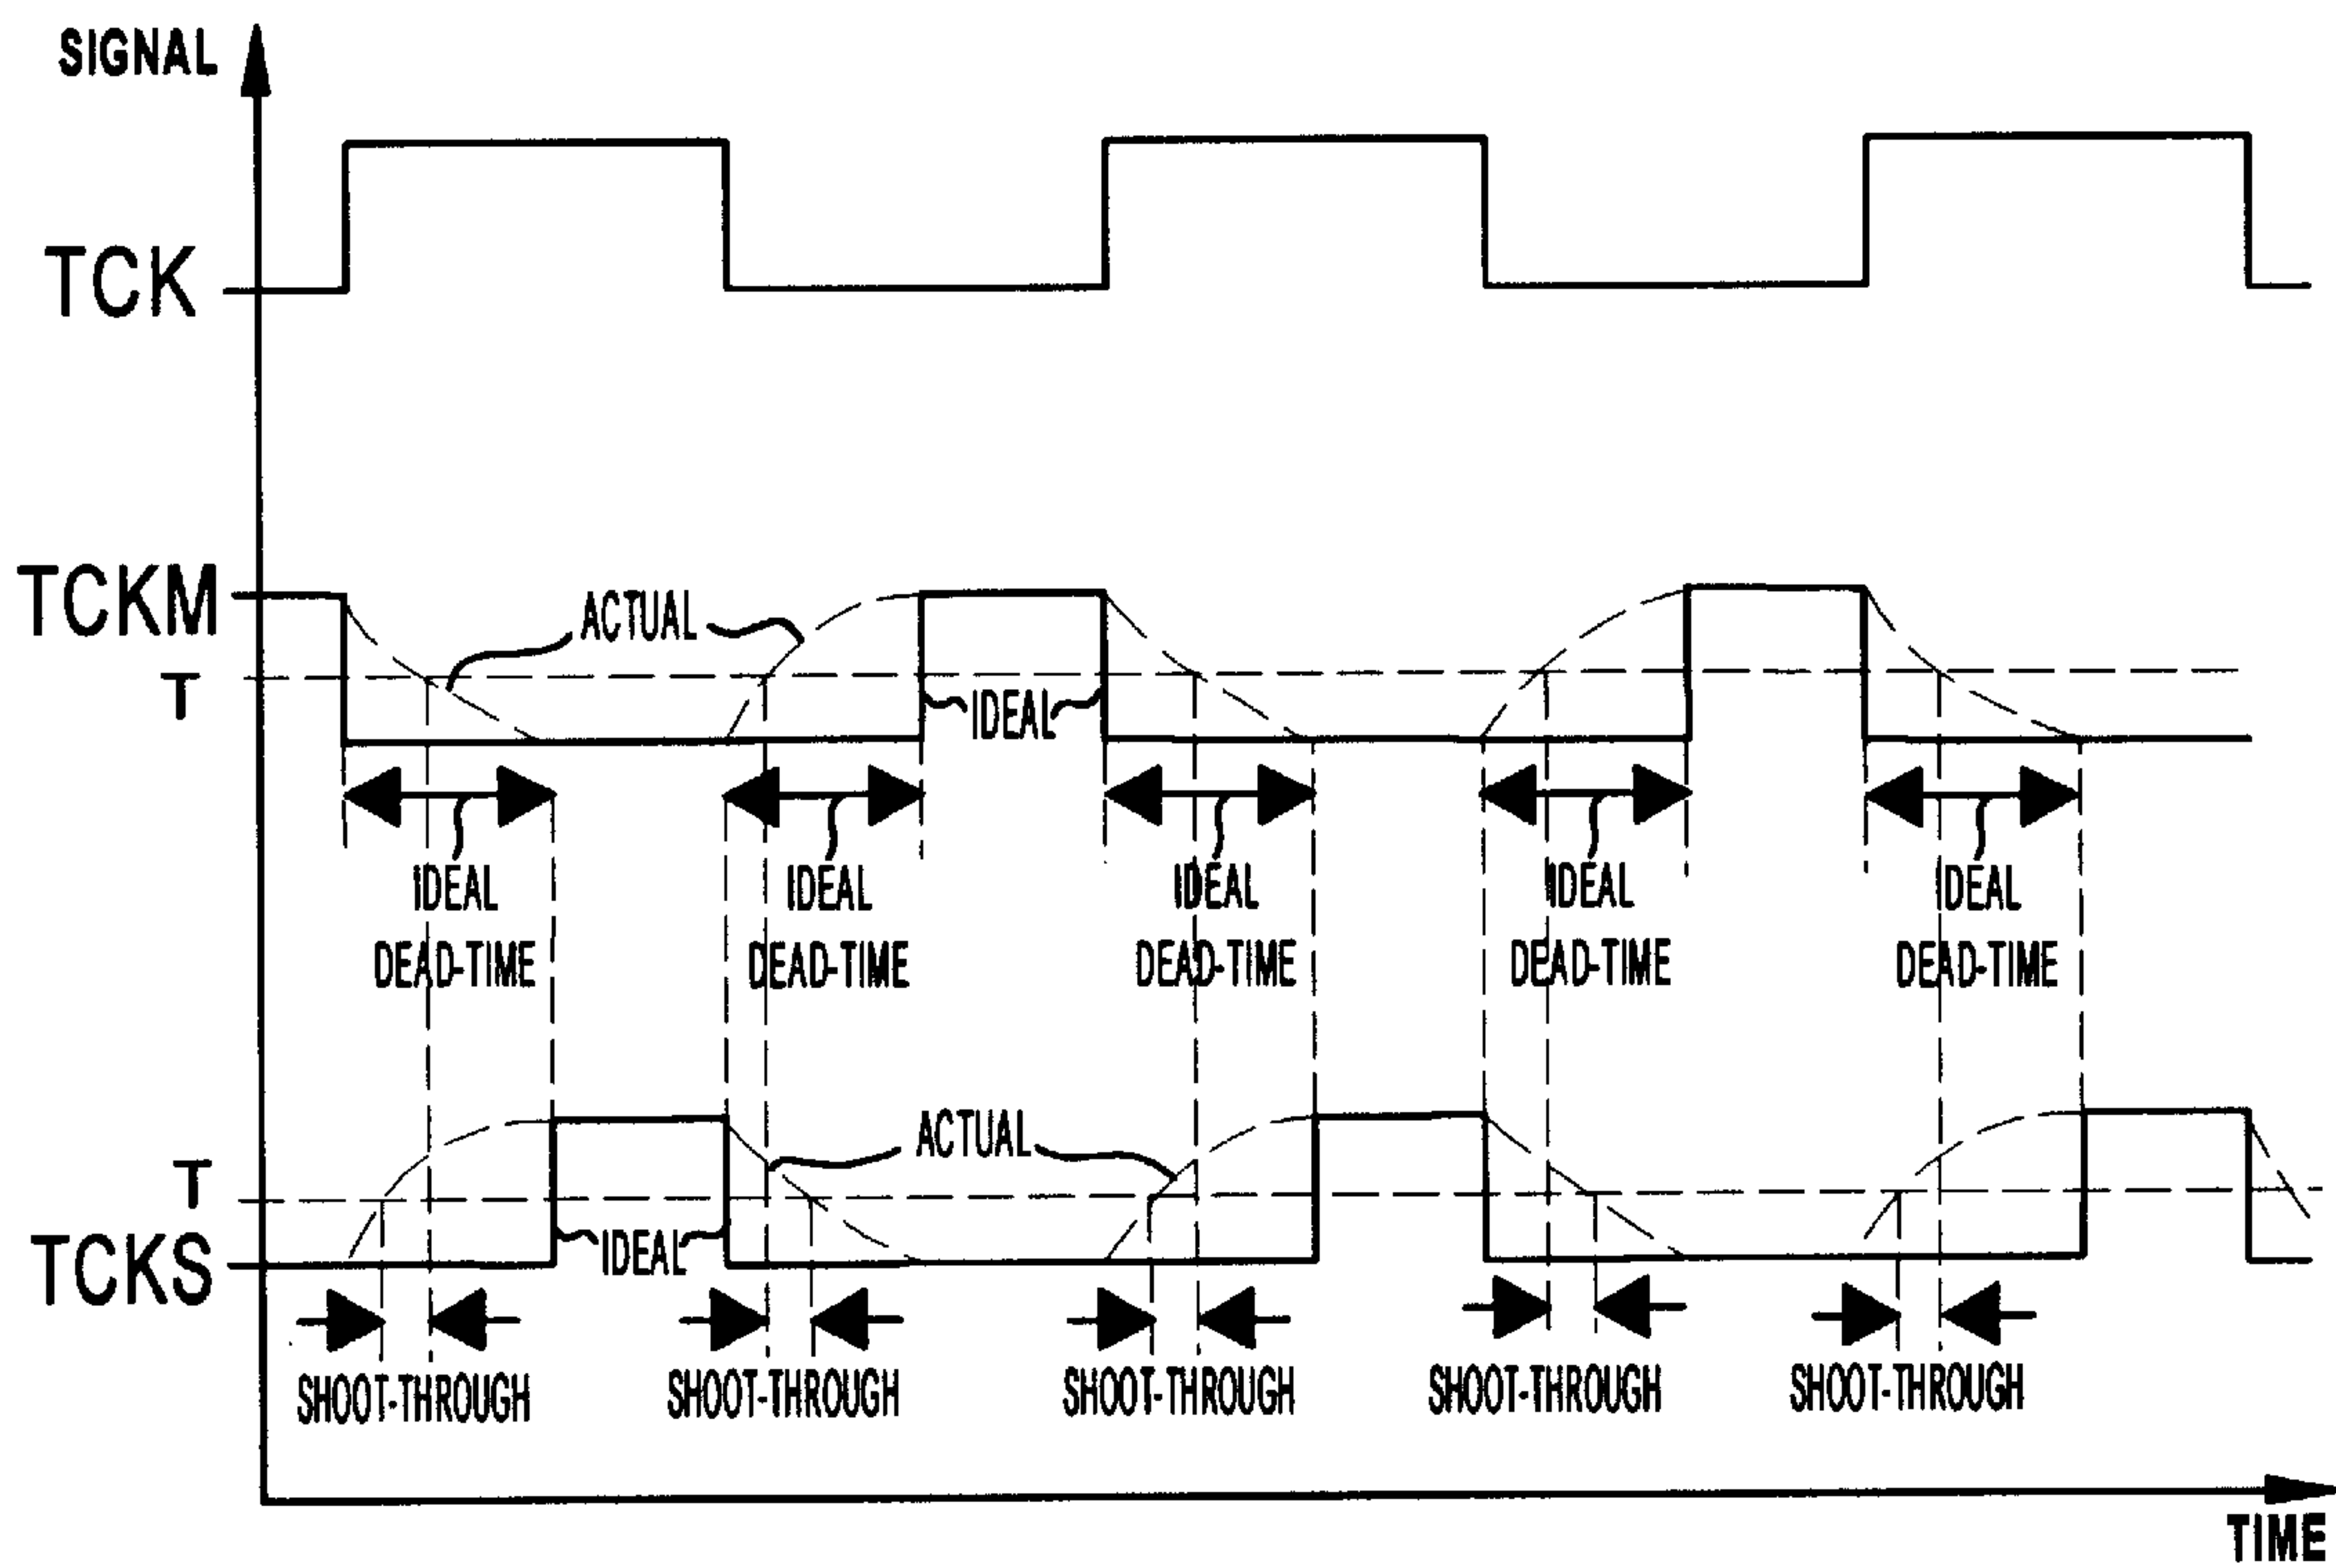 SIGNAL
TCK
TCKM
ACTUAL
T
IDEAL
IDEAL
DEAD-TIME
IDEAL
DEAD-TIME
IDEAL
DEAD-TIME
IDEAL
DEAD-TIME
IDEAL
DEAD-TIME
ACTUAL
T
IDEAL
TCKS
SHOOT-THROUGH
SHOOT-THROUGH
SHOOT-THROUGH
SHOOT-THROUGH
SHOOT-THROUGH
TIME